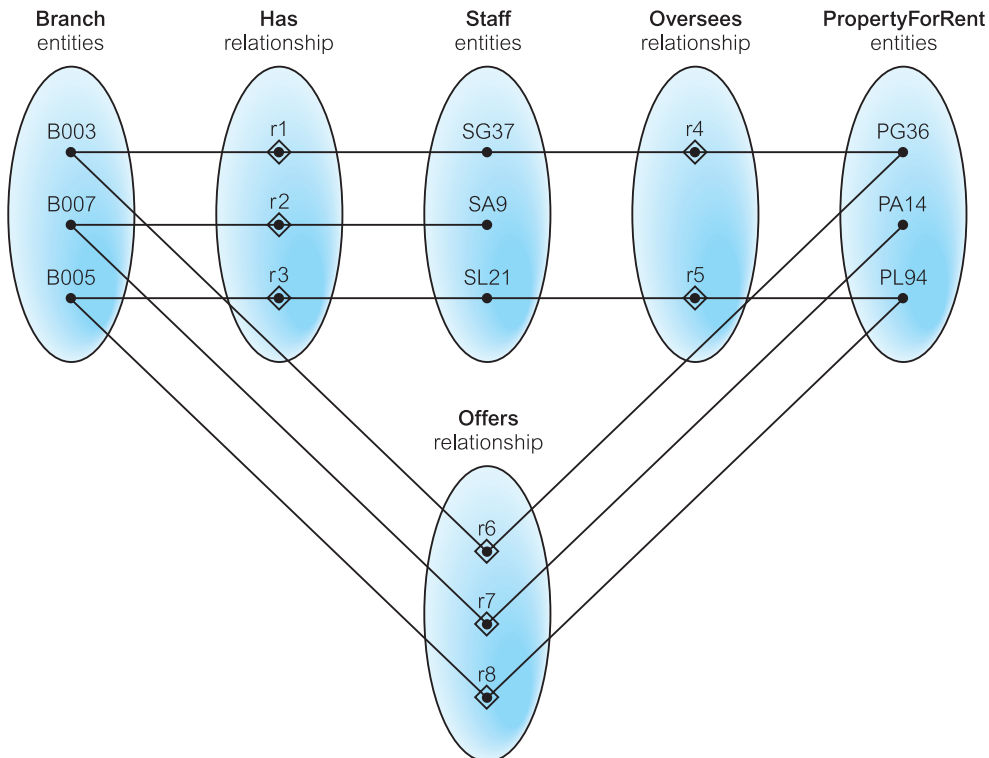 Branch
entities
Has
relationship
Staff
entities
Oversees
relationship
PropertyForRent
entities
B003
r1
SG37
r4
PG36
B007
r2
SA9
PA14
B005
r3
SL21
r5
PL94
Offers
relationship
r6
r7
r8